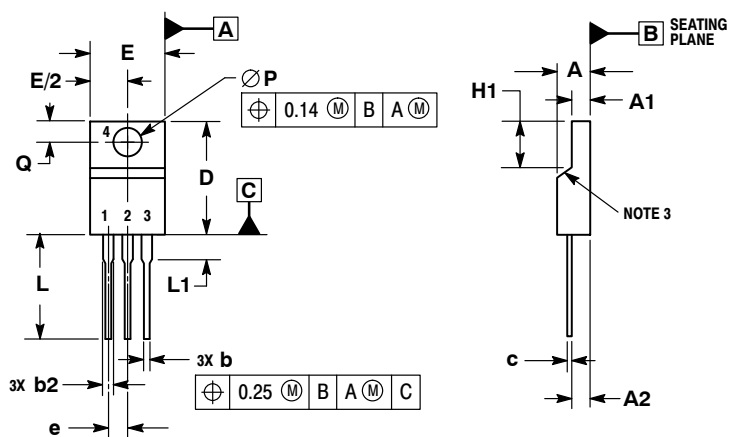 A
E
E/2
∅ P
⌖ 0.14 Ⓜ B A Ⓜ
4
Q
D
C
1 2 3
L
L1
3X b
3X b2
⌖ 0.25 Ⓜ B A Ⓜ C
e
B SEATING PLANE
A
H1
A1
NOTE 3
c
A2